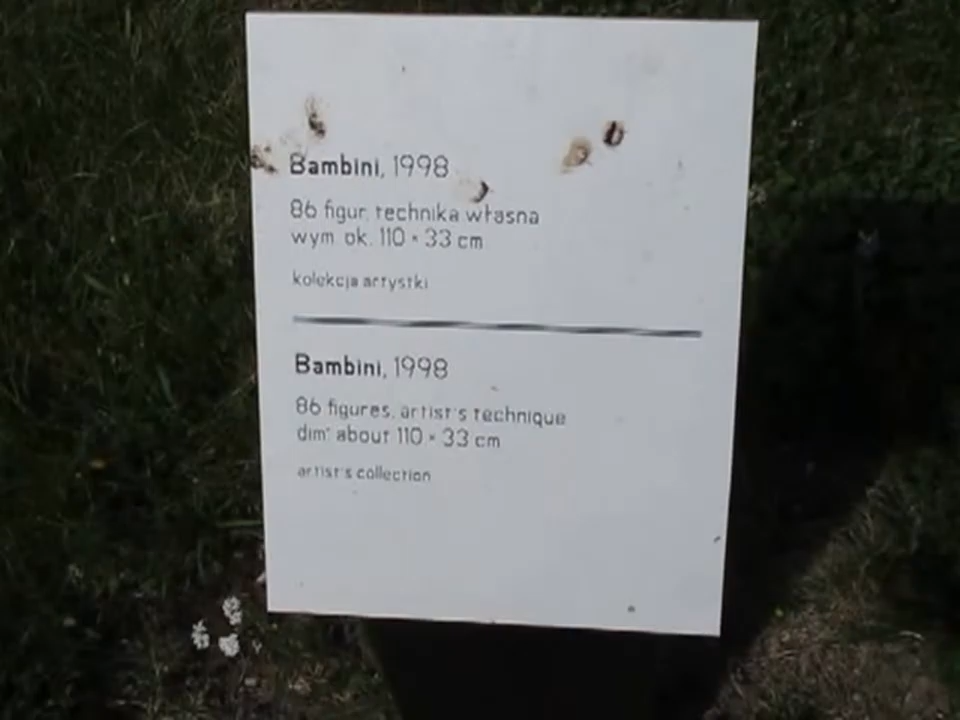 Bambini, 1998
86 figur, technika własna
wym. ok. 110 × 33 cm
kolekcja artystki
Bambini, 1998
86 figures, artist's technique
dim' about 110 × 33 cm
artist's collection